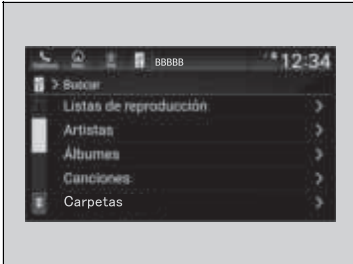 BBBBB
12:34
> Buscar
Listas de reproducción
Artistas
Álbumes
Canciones
Carpetas